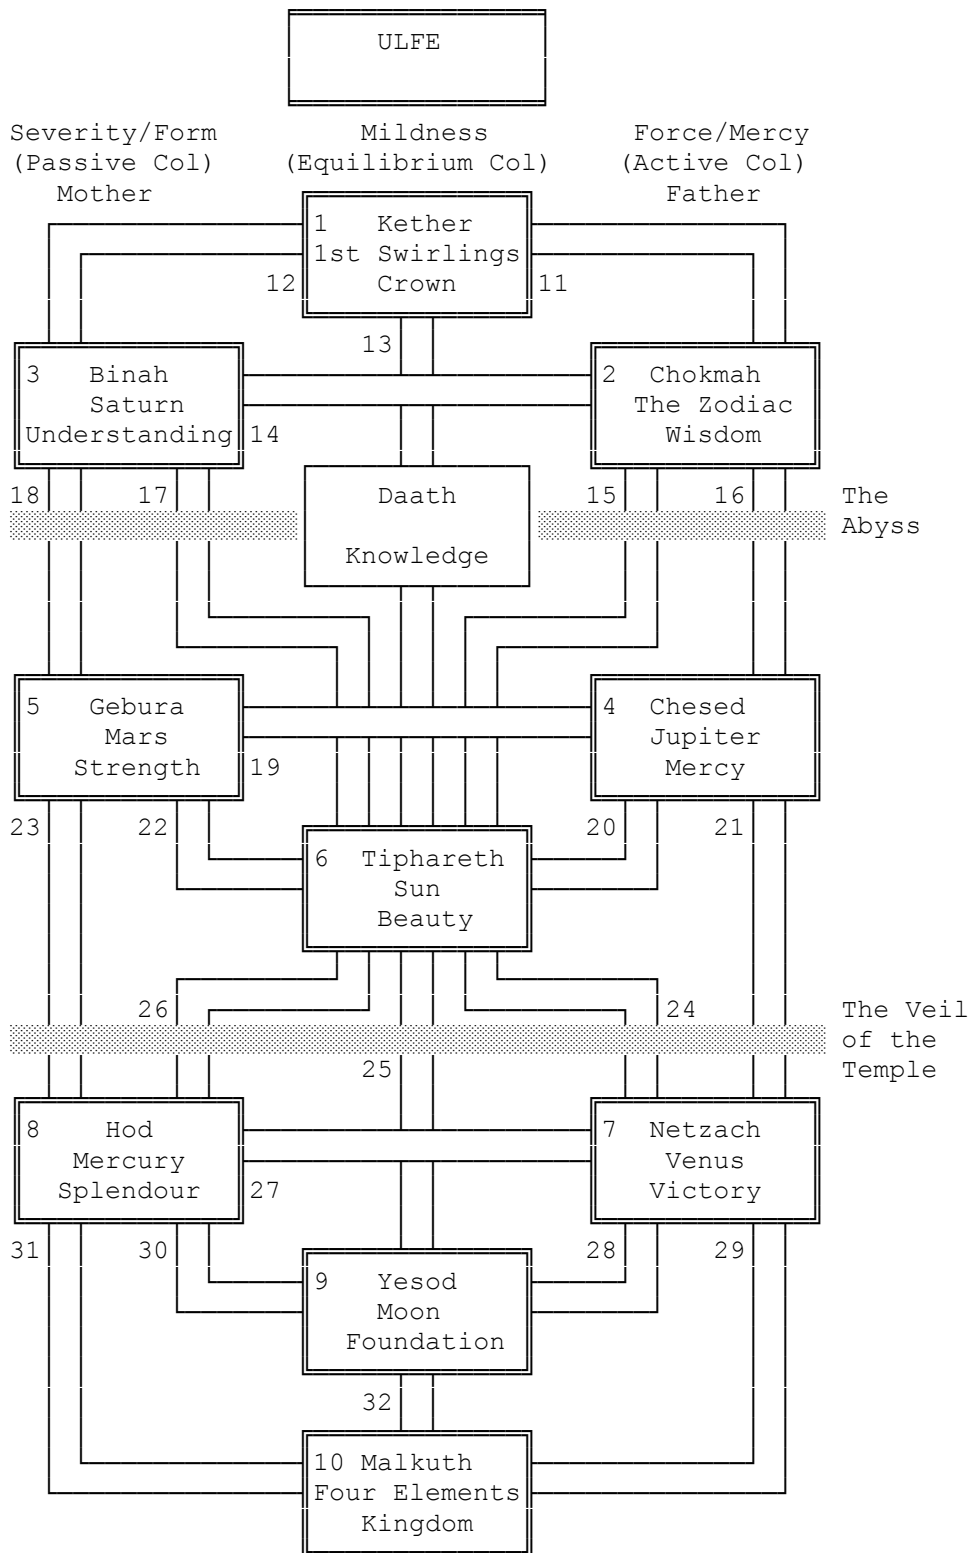 ULFE
Severity/Form Mildness Force/Mercy
(Passive Col) (Equilibrium Col) (Active Col)
Mother Father
1 Kether
1st Swirlings
12 Crown 11
13
3 Binah 2 Chokmah
Saturn The Zodiac
Understanding 14 Wisdom
18 17 Daath 15 16 The
Abyss
Knowledge
5 Gebura 4 Chesed
Mars Jupiter
Strength 19 Mercy
23 22 20 21
6 Tiphareth
Sun
Beauty
26 24 The Veil
of the
25 Temple
8 Hod 7 Netzach
Mercury Venus
Splendour 27 Victory
31 30 28 29
9 Yesod
Moon
Foundation
32
10 Malkuth
Four Elements
Kingdom